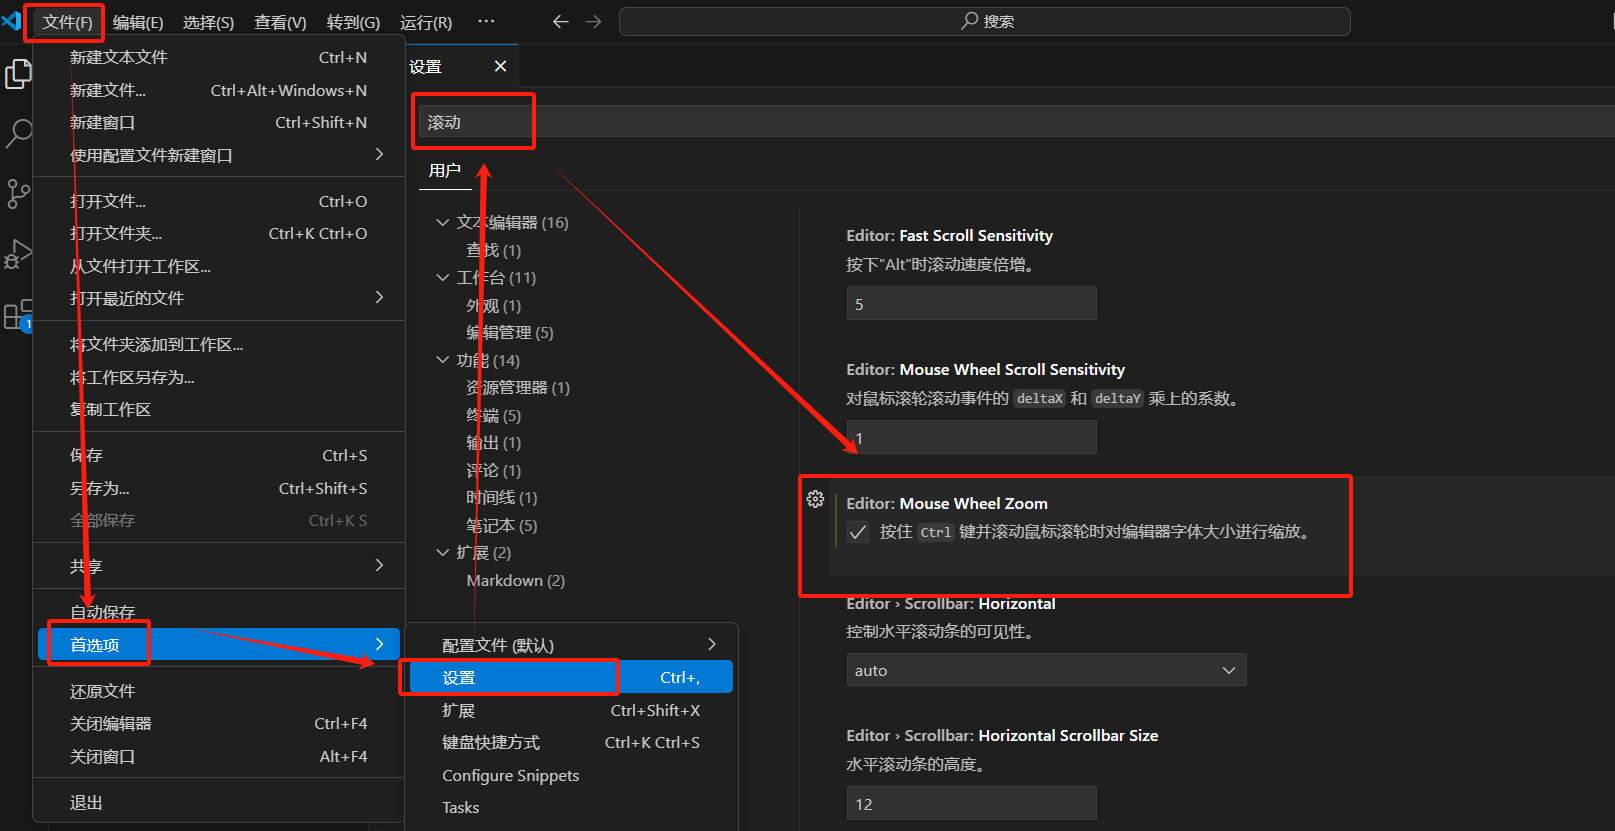 文件(F) 编辑(E) 选择(S) 查看(V) 转到(G) 运行(R) ··· 搜索
新建文本文件 Ctrl+N
新建文件... Ctrl+Alt+Windows+N
新建窗口 Ctrl+Shift+N
使用配置文件新建窗口
打开文件... Ctrl+O
打开文件夹... Ctrl+K Ctrl+O
从文件打开工作区...
打开最近的文件
将文件夹添加到工作区...
将工作区另存为...
复制工作区
保存 Ctrl+S
另存为... Ctrl+Shift+S
全部保存 Ctrl+K S
共享
自动保存
首选项
还原文件
关闭编辑器 Ctrl+F4
关闭窗口 Alt+F4
退出
1
设置
滚动
用户
文本编辑器 (16)
查找 (1)
工作台 (11)
外观 (1)
编辑管理 (5)
功能 (14)
资源管理器 (1)
终端 (5)
输出 (1)
评论 (1)
时间线 (1)
笔记本 (5)
扩展 (2)
Markdown (2)
配置文件 (默认)
设置 Ctrl+,
扩展 Ctrl+Shift+X
键盘快捷方式 Ctrl+K Ctrl+S
Configure Snippets
Tasks
Editor: Fast Scroll Sensitivity
按下"Alt"时滚动速度倍增。
5
Editor: Mouse Wheel Scroll Sensitivity
对鼠标滚轮滚动事件的 deltaX 和 deltaY 乘上的系数。
1
Editor: Mouse Wheel Zoom
按住 Ctrl 键并滚动鼠标滚轮时对编辑器字体大小进行缩放。
Editor › Scrollbar: Horizontal
控制水平滚动条的可见性。
auto
Editor › Scrollbar: Horizontal Scrollbar Size
水平滚动条的高度。
12